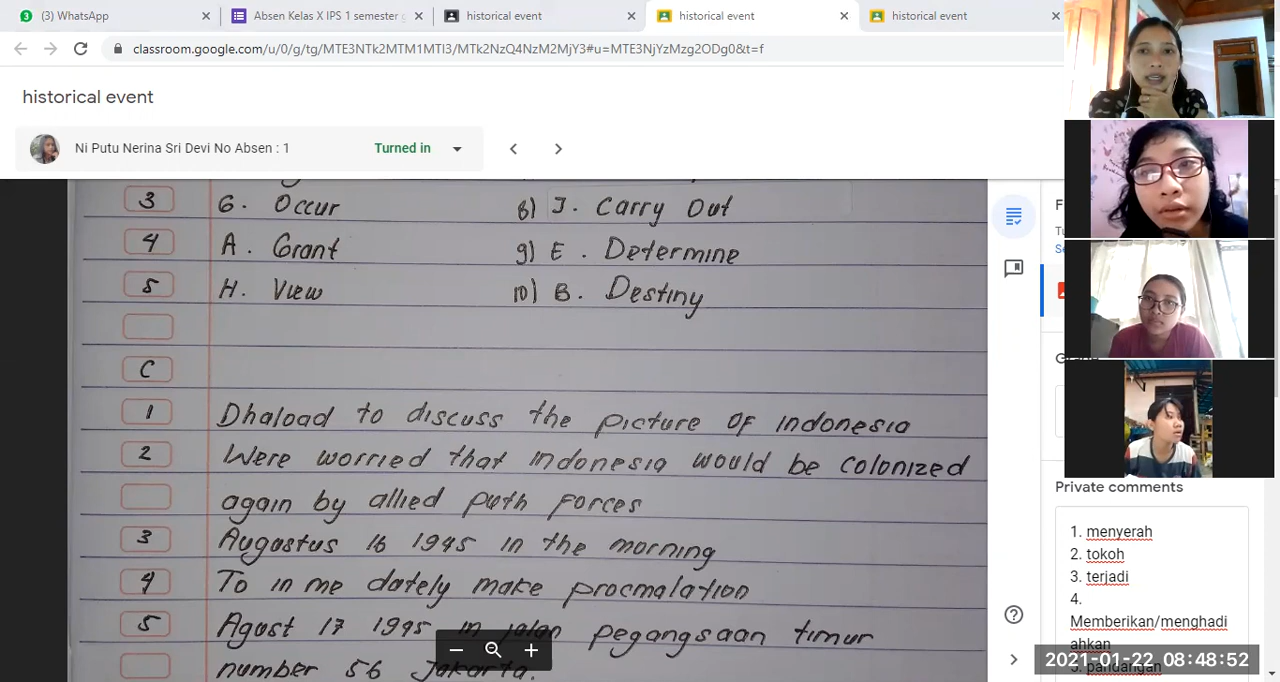 (3) WhatsApp
Absen Kelas X IPS 1 semester g
historical event
historical event
historical event
classroom.google.com/u/0/g/tg/MTE3NTk2MTM1MTI3/MTk2NzQ4NzM2MjY3#u=MTE3NjYzMzg2ODg0&t=f
historical event
Ni Putu Nerina Sri Devi No Absen : 1
Turned in
3 G. Occur 8) J. Carry Out
4 A. Grant 9) E. Determine
5 H. View 10) B. Destiny
C
1 Dhaload to discuss the picture OF indonesia
2 Were worried that indonesia would be colonized
again by allied puth forces
3 Augustus 16 1945 in the morning
4 To in me dately make procmalation
5 Agust 17 1945 in jalan pegangsaan timur
number 56 Jakarta.
Private comments
1. menyerah
2. tokoh
3. terjadi
4.
Memberikan/menghadi
ahkan
5. pandangan
2021-01-22 08:48:52